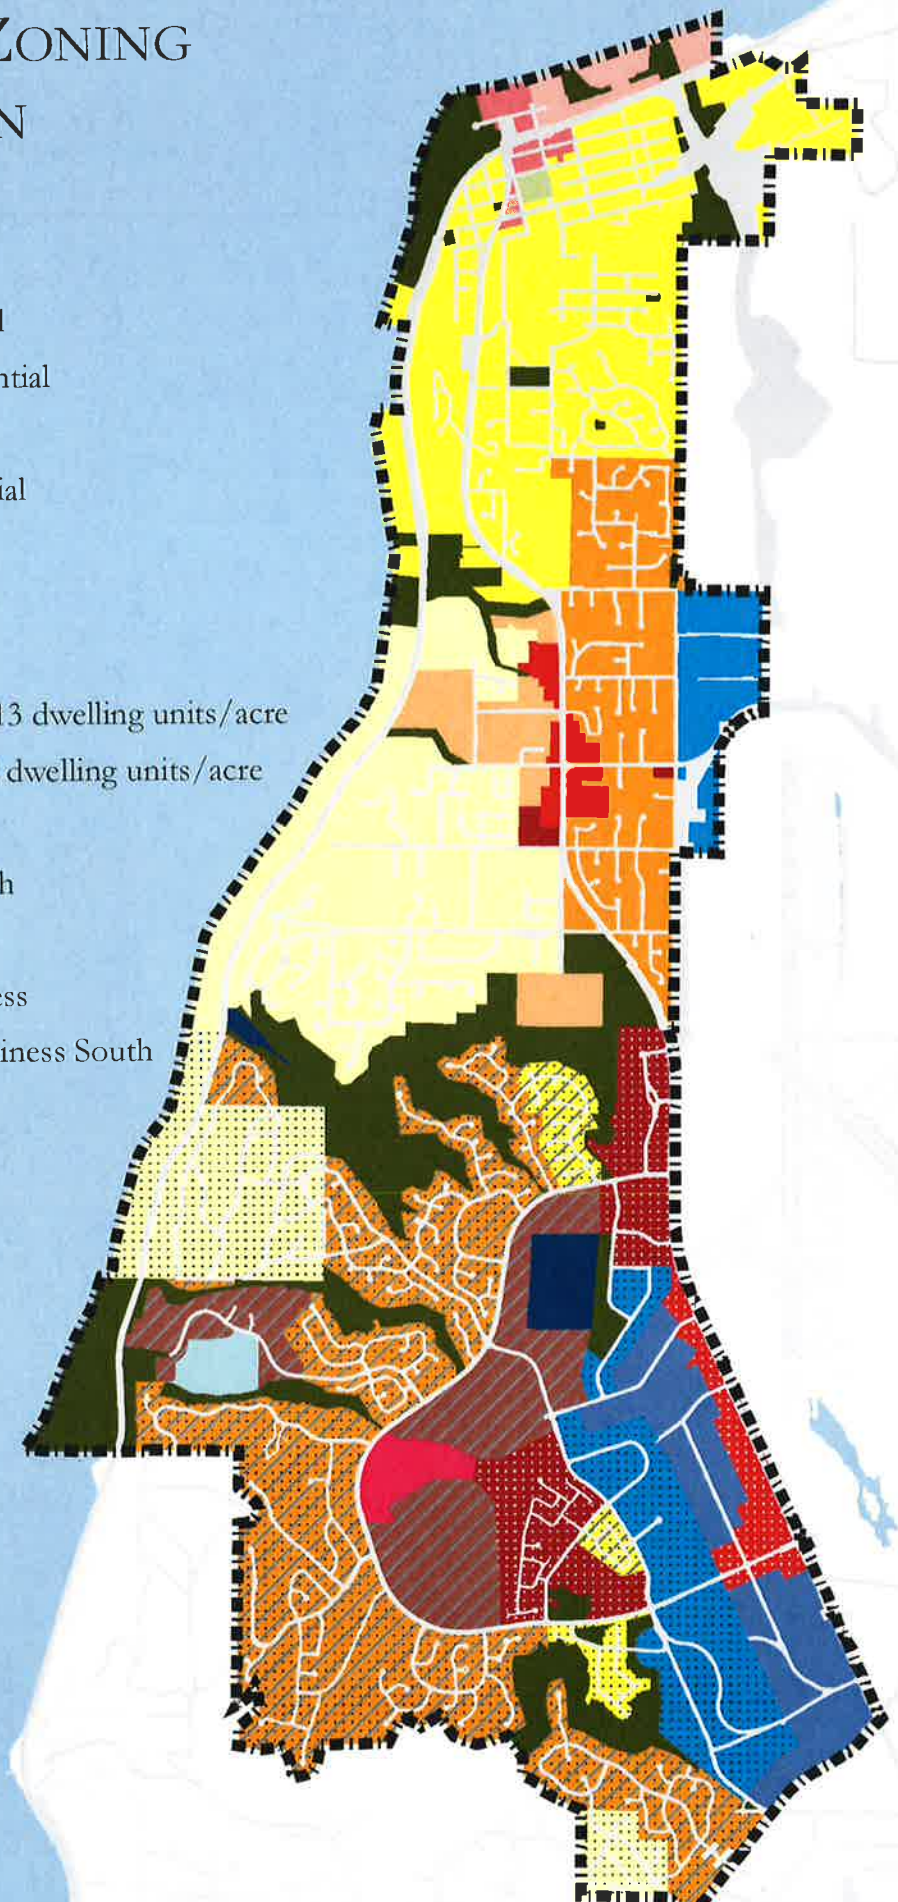 ZONING
N
l
ntial
ial
13 dwelling units/acre
dwelling units/acre
h
ess
iness South